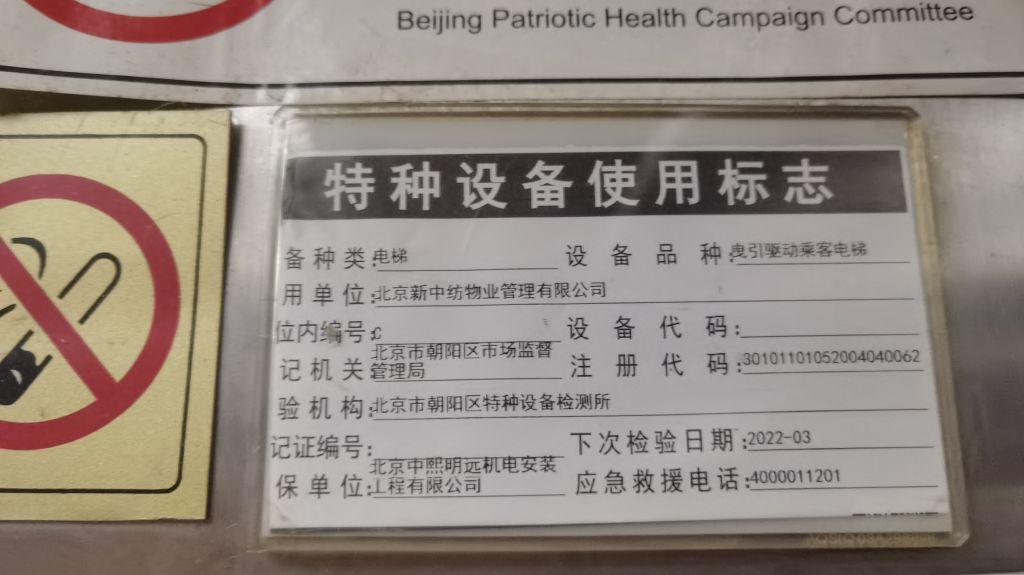 Beijing Patriotic Health Campaign Committee
特种设备使用标志
备种类:电梯 设备品种:曳引驱动乘客电梯
用单位:北京新中纺物业管理有限公司
位内编号:C 设备代码:
记机关:北京市朝阳区市场监督管理局 注册代码:30101101052004040062
验机构:北京市朝阳区特种设备检测所
记证编号: 下次检验日期:2022-03
保单位:北京中熙明远机电安装工程有限公司 应急救援电话:4000011201